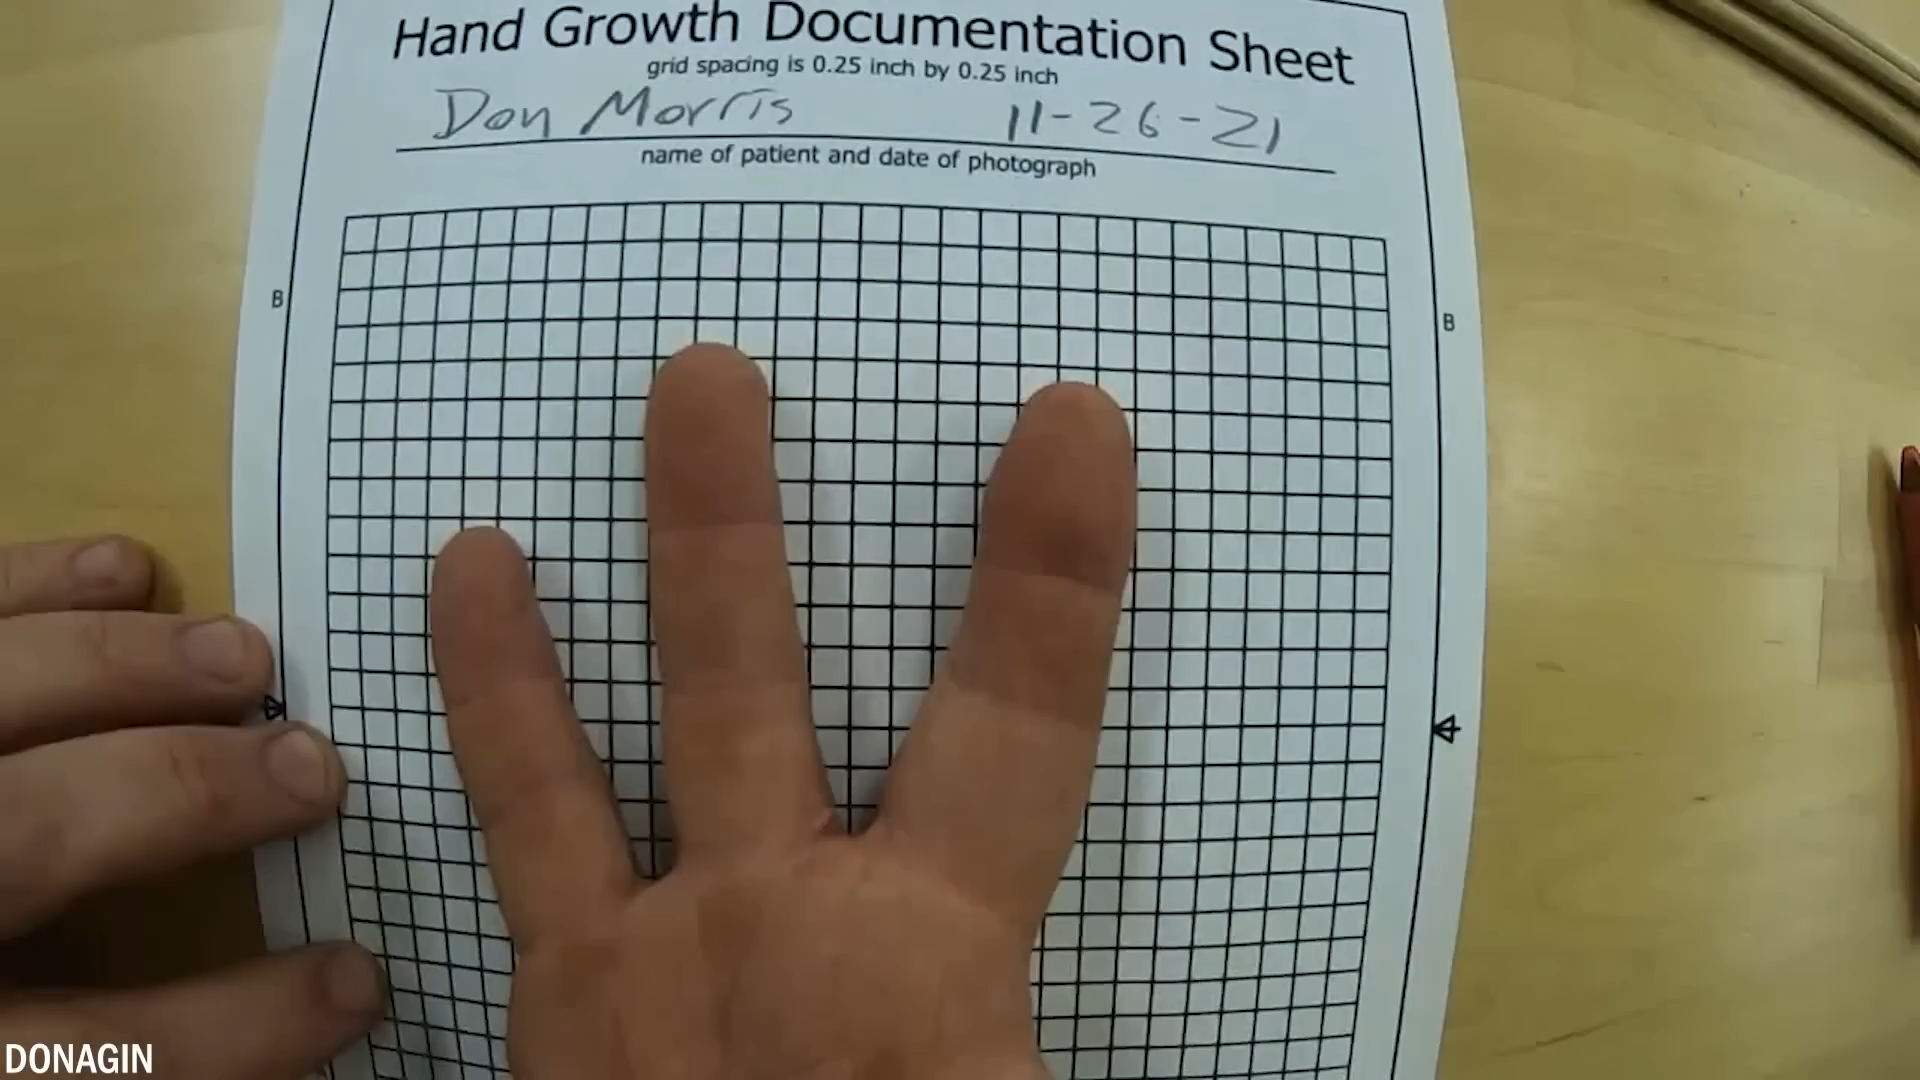 Hand Growth Documentation Sheet
grid spacing is 0.25 inch by 0.25 inch
Don Morris 11-26-21
name of patient and date of photograph
B B
DONAGIN